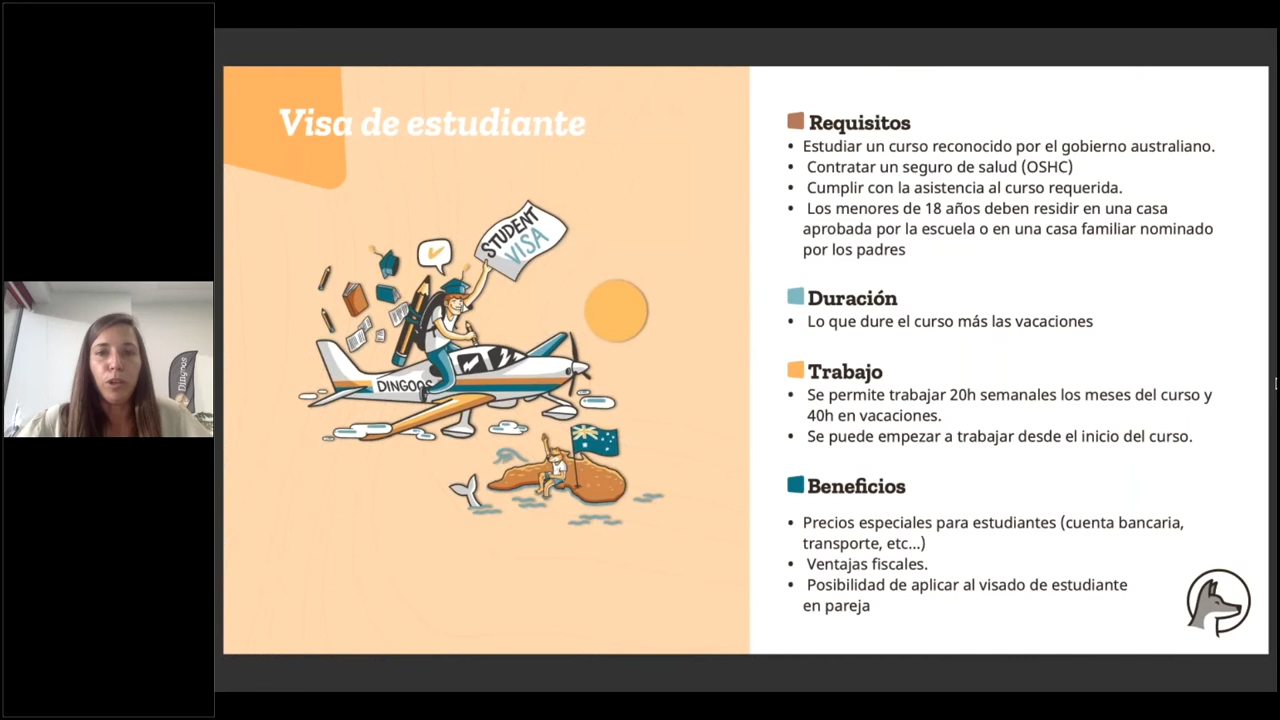 Visa de estudiante
STUDENT
VISA
DINGOOS
Dingoos
Requisitos
• Estudiar un curso reconocido por el gobierno australiano.
• Contratar un seguro de salud (OSHC)
• Cumplir con la asistencia al curso requerida.
• Los menores de 18 años deben residir en una casa
aprobada por la escuela o en una casa familiar nominado
por los padres
Duración
• Lo que dure el curso más las vacaciones
Trabajo
• Se permite trabajar 20h semanales los meses del curso y
40h en vacaciones.
• Se puede empezar a trabajar desde el inicio del curso.
Beneficios
• Precios especiales para estudiantes (cuenta bancaria,
transporte, etc...)
• Ventajas fiscales.
• Posibilidad de aplicar al visado de estudiante
en pareja